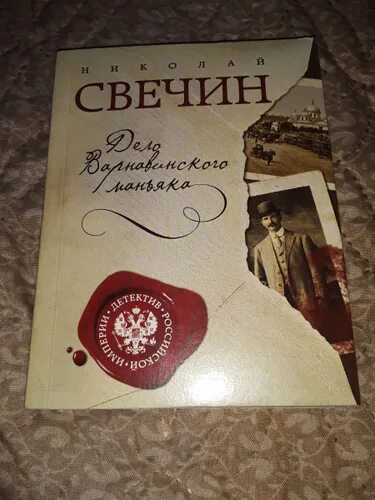 НИКОЛАЙ
СВЕЧИН
Дело
Варнавинского
маньяка
ДЕТЕКТИВ • РОССИЙСКОЙ • ИМПЕРИИ •